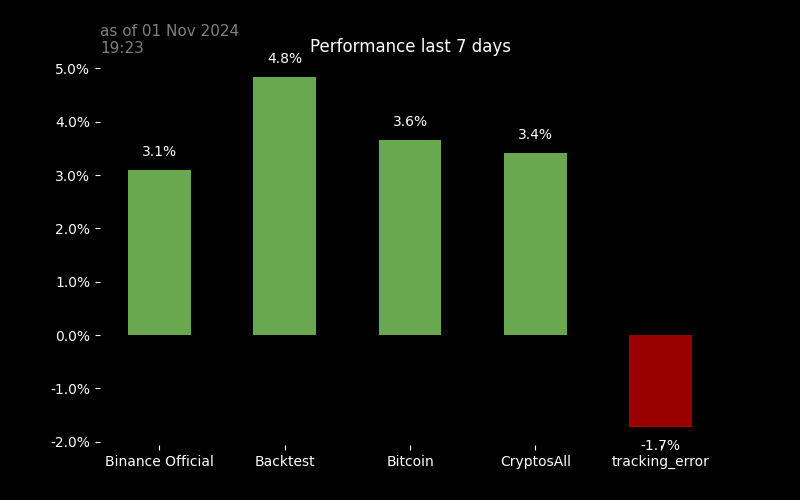 as of 01 Nov 2024
19:23
Performance last 7 days
5.0%
4.0%
3.0%
2.0%
1.0%
0.0%
-1.0%
-2.0%
3.1%
4.8%
3.6%
3.4%
-1.7%
Binance Official
Backtest
Bitcoin
CryptosAll
tracking_error